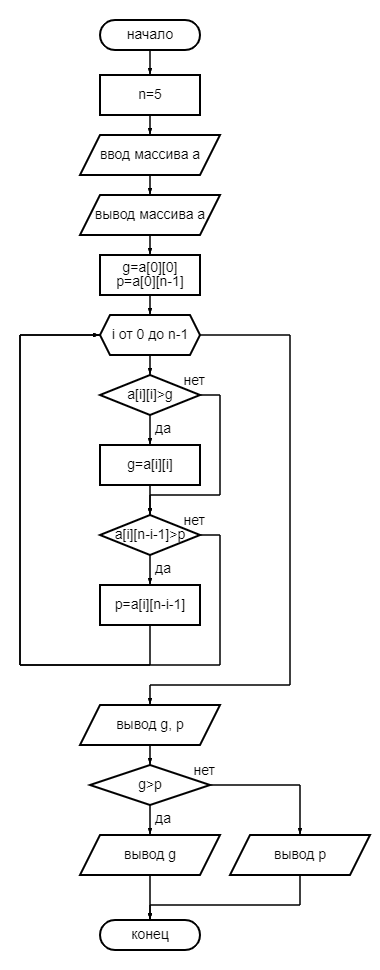 начало
n=5
ввод массива a
вывод массива a
g=a[0][0]
p=a[0][n-1]
i от 0 до n-1
нет
a[i][i]>g
да
g=a[i][i]
нет
a[i][n-i-1]>p
да
p=a[i][n-i-1]
вывод g, p
нет
g>p
да
вывод g
вывод p
конец